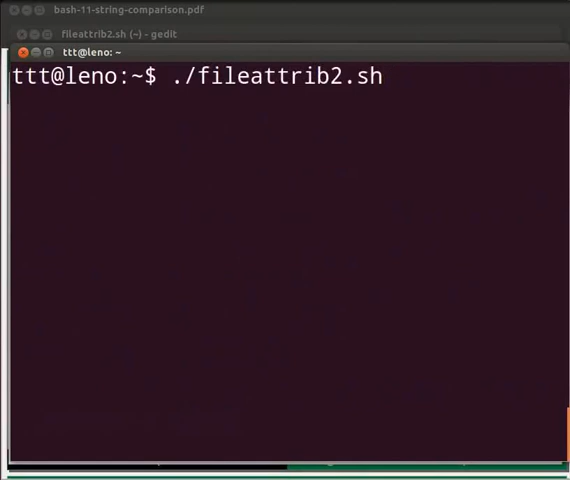 bash-11-string-comparison.pdf
fileattrib2.sh (~) - gedit
ttt@leno: ~
ttt@leno:~$ ./fileattrib2.sh